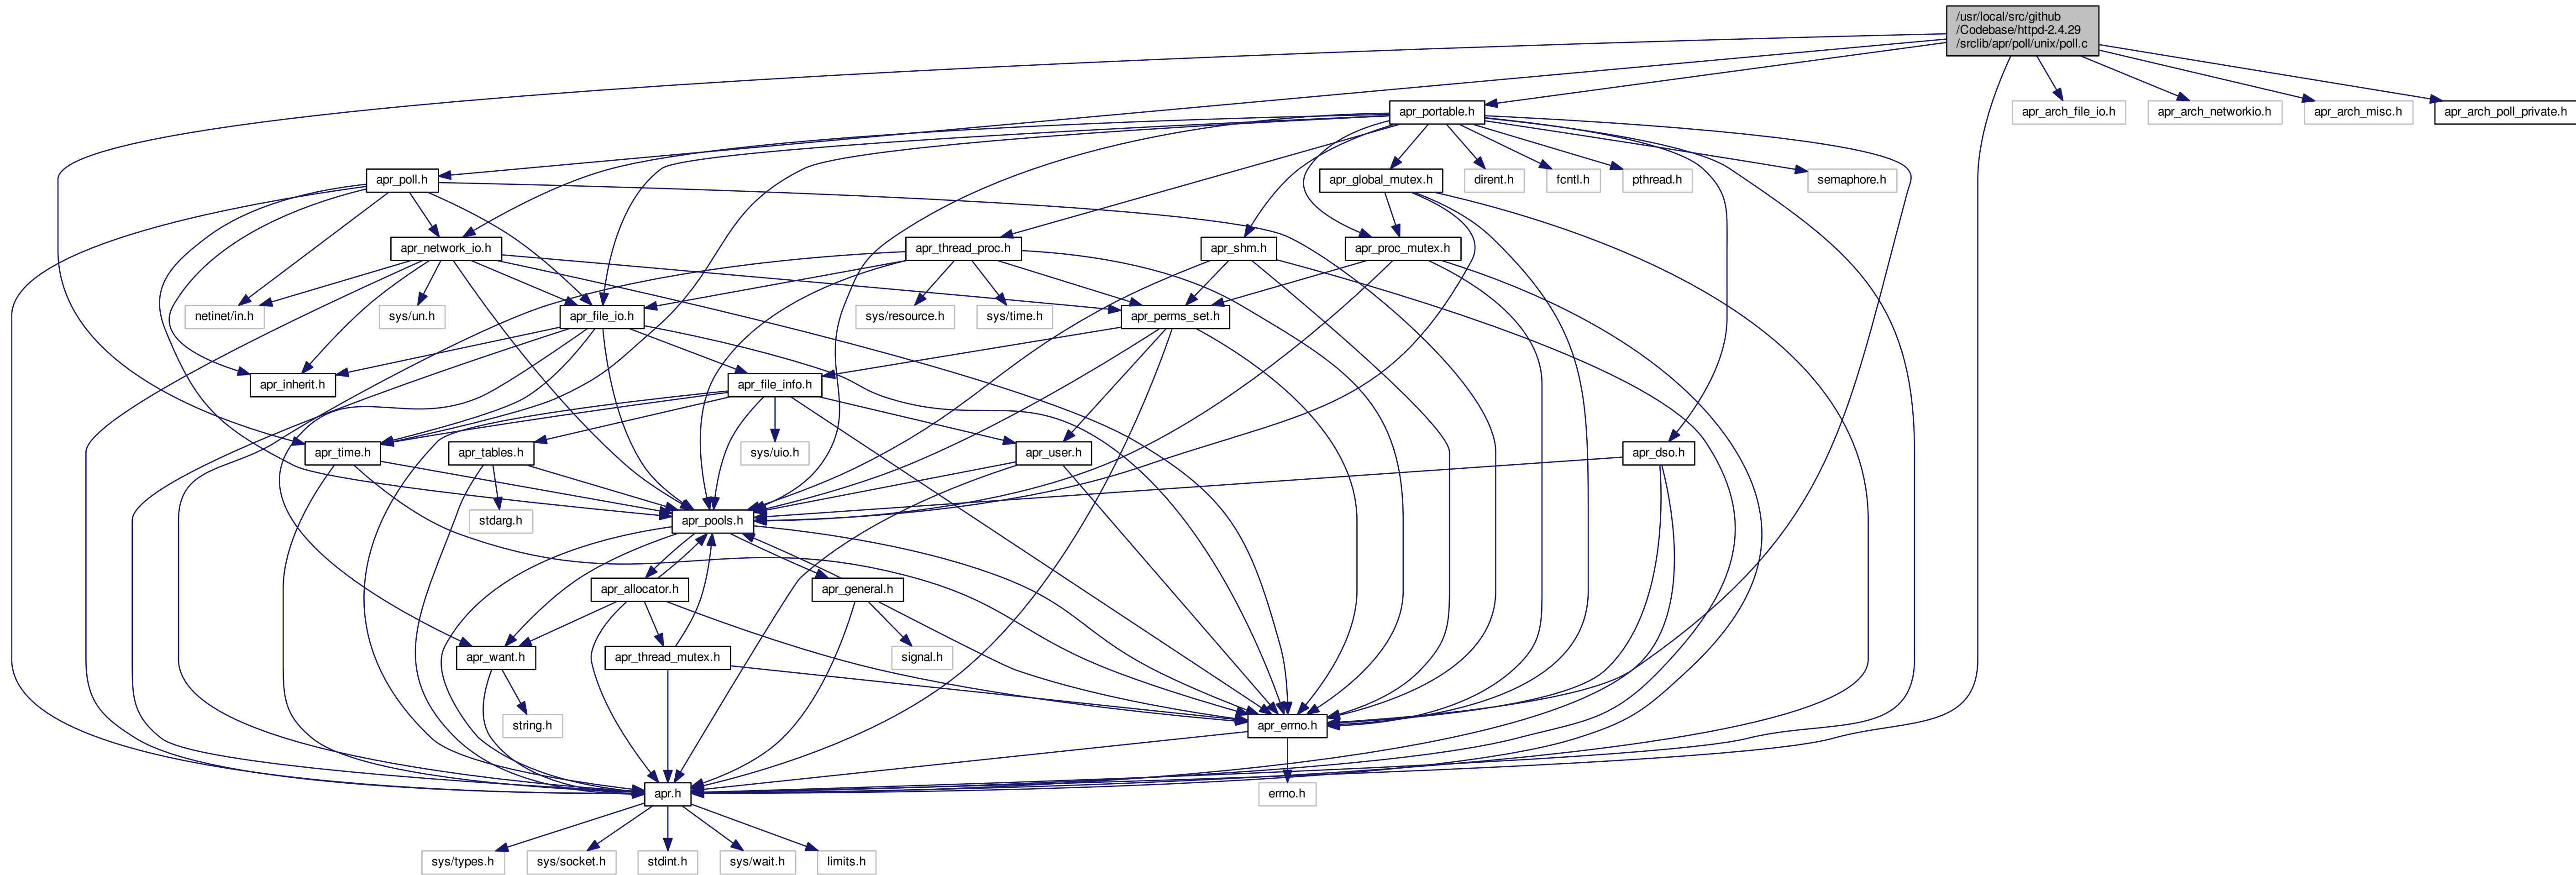 /usr/local/src/github
/Codebase/httpd-2.4.29
/srclib/apr/poll/unix/poll.c
apr_portable.h
apr_arch_file_io.h
apr_arch_networkio.h
apr_arch_misc.h
apr_arch_poll_private.h
apr_poll.h
apr_global_mutex.h
dirent.h
fcntl.h
pthread.h
semaphore.h
apr_network_io.h
apr_thread_proc.h
apr_shm.h
apr_proc_mutex.h
netinet/in.h
sys/un.h
apr_file_io.h
sys/resource.h
sys/time.h
apr_perms_set.h
apr_inherit.h
apr_file_info.h
apr_time.h
apr_tables.h
sys/uio.h
apr_user.h
apr_dso.h
stdarg.h
apr_pools.h
apr_allocator.h
apr_general.h
apr_want.h
apr_thread_mutex.h
signal.h
string.h
apr_errno.h
apr.h
errno.h
sys/types.h
sys/socket.h
stdint.h
sys/wait.h
limits.h